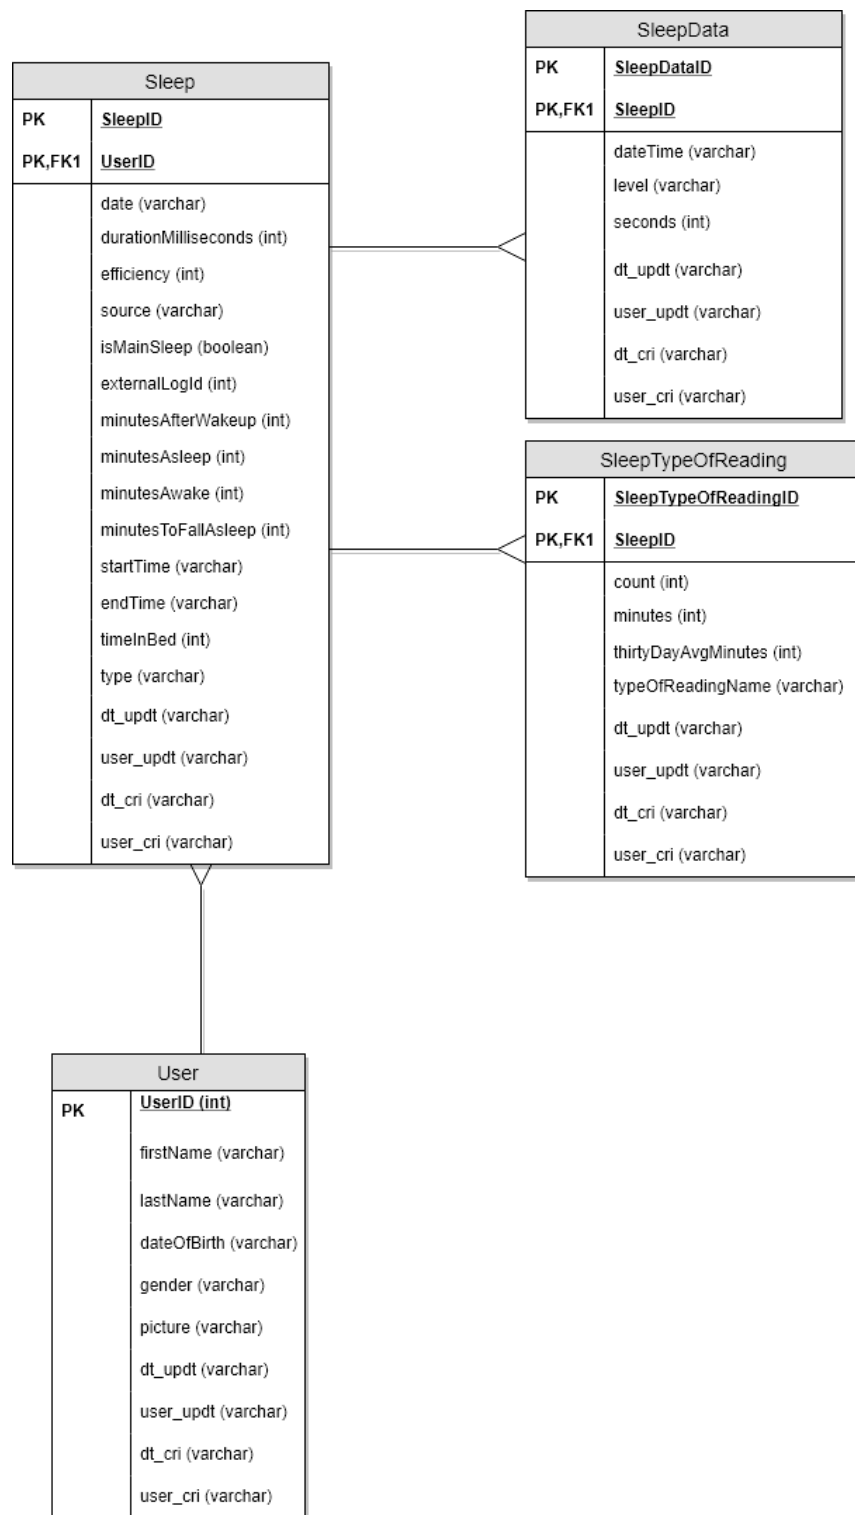 Sleep
PK SleepID
PK,FK1 UserID
date (varchar)
durationMilliseconds (int)
efficiency (int)
source (varchar)
isMainSleep (boolean)
externalLogId (int)
minutesAfterWakeup (int)
minutesAsleep (int)
minutesAwake (int)
minutesToFallAsleep (int)
startTime (varchar)
endTime (varchar)
timeInBed (int)
type (varchar)
dt_updt (varchar)
user_updt (varchar)
dt_cri (varchar)
user_cri (varchar)
SleepData
PK SleepDataID
PK,FK1 SleepID
dateTime (varchar)
level (varchar)
seconds (int)
dt_updt (varchar)
user_updt (varchar)
dt_cri (varchar)
user_cri (varchar)
SleepTypeOfReading
PK SleepTypeOfReadingID
PK,FK1 SleepID
count (int)
minutes (int)
thirtyDayAvgMinutes (int)
typeOfReadingName (varchar)
dt_updt (varchar)
user_updt (varchar)
dt_cri (varchar)
user_cri (varchar)
User
PK UserID (int)
firstName (varchar)
lastName (varchar)
dateOfBirth (varchar)
gender (varchar)
picture (varchar)
dt_updt (varchar)
user_updt (varchar)
dt_cri (varchar)
user_cri (varchar)